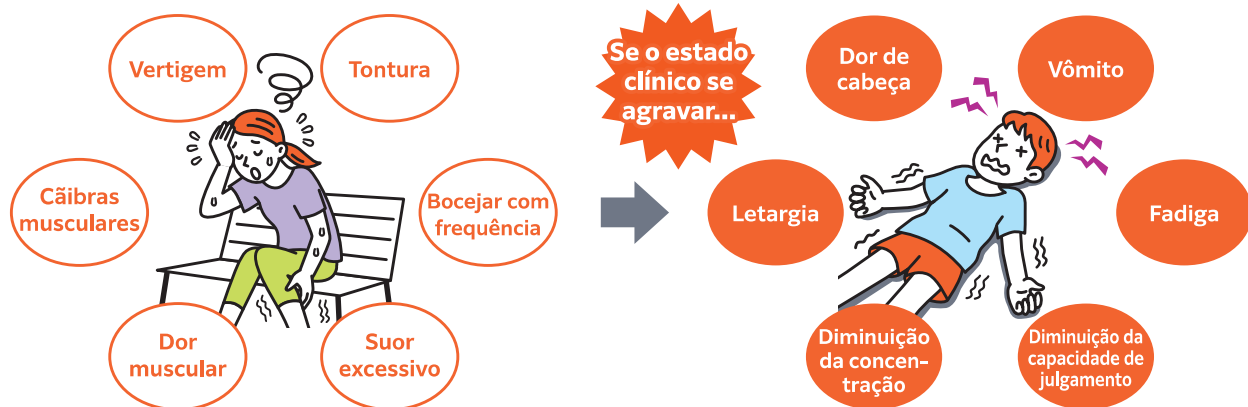 Vertigem
Tontura
Cãibras
musculares
Bocejar com
frequência
Dor
muscular
Suor
excessivo
Se o estado
clínico se
agravar...
Dor de
cabeça
Vômito
Letargia
Fadiga
Diminuição
da concen-
tração
Diminuição da
capacidade de
julgamento